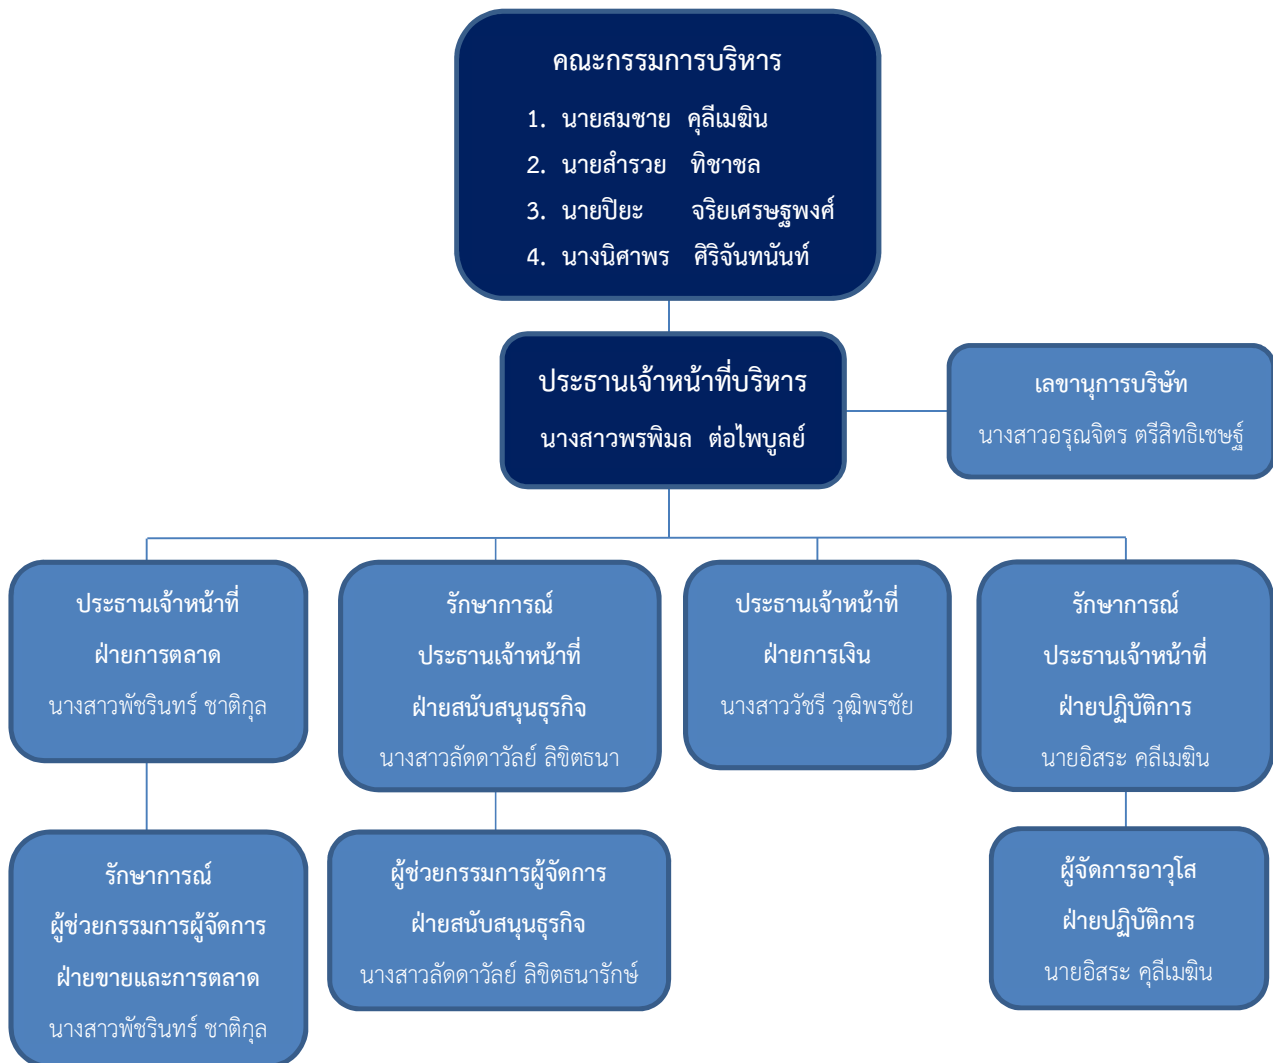 คณะกรรมการบริหาร
1. นายสมชาย คุลีเมฆิน
2. นายสำรวย ทิชาชล
3. นายปิยะ จริยเศรษฐพงศ์
4. นางนิศาพร ศิริจันทนันท์
ประธานเจ้าหน้าที่บริหาร
นางสาวพรพิมล ต่อไพบูลย์
เลขานุการบริษัท
นางสาวอรุณจิตร ตรีสิทธิเชษฐ์
ประธานเจ้าหน้าที่
ฝ่ายการตลาด
นางสาวพัชรินทร์ ชาติกุล
รักษาการณ์
ประธานเจ้าหน้าที่
ฝ่ายสนับสนุนธุรกิจ
นางสาวลัดดาวัลย์ ลิขิตธนา
ประธานเจ้าหน้าที่
ฝ่ายการเงิน
นางสาววัชรี วุฒิพรชัย
รักษาการณ์
ประธานเจ้าหน้าที่
ฝ่ายปฏิบัติการ
นายอิสระ คลีเมฆิน
รักษาการณ์
ผู้ช่วยกรรมการผู้จัดการ
ฝ่ายขายและการตลาด
นางสาวพัชรินทร์ ชาติกุล
ผู้ช่วยกรรมการผู้จัดการ
ฝ่ายสนับสนุนธุรกิจ
นางสาวลัดดาวัลย์ ลิขิตธนารักษ์
ผู้จัดการอาวุโส
ฝ่ายปฏิบัติการ
นายอิสระ คุลีเมฆิน